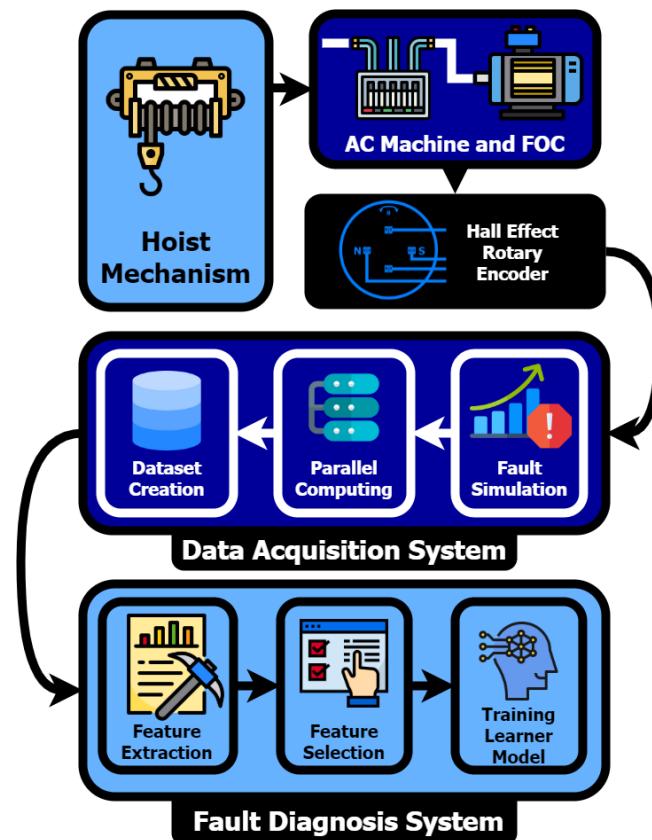 Hoist
Mechanism
AC Machine and FOC
N
S
Hall Effect
Rotary
Encoder
Dataset
Creation
Parallel
Computing
Fault
Simulation
Data Acquisition System
Feature
Extraction
Feature
Selection
Training
Learner
Model
Fault Diagnosis System